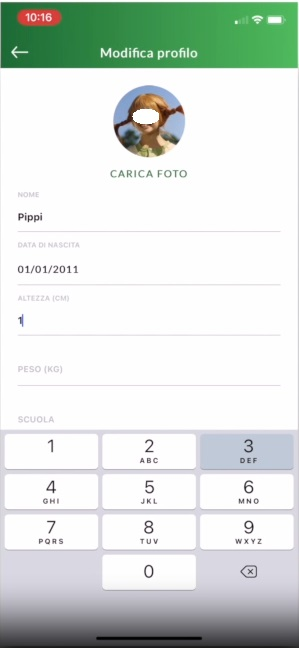 10:16
Modifica profilo
CARICA FOTO
NOME
Pippi
DATA DI NASCITA
01/01/2011
ALTEZZA (CM)
1
PESO (KG)
SCUOLA
1 2 3
ABC DEF
4 5 6
GHI JKL MNO
7 8 9
PQRS TUV WXYZ
0